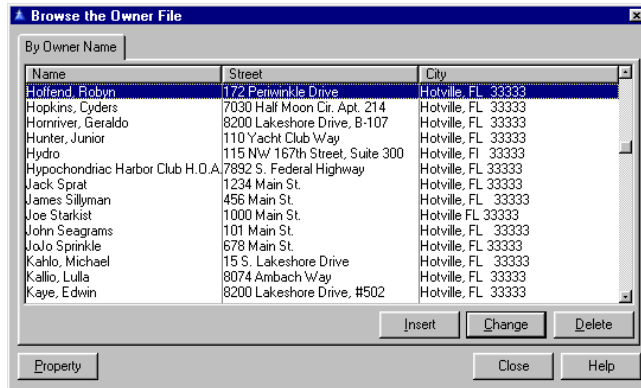 Browse the Owner File
By Owner Name
Name Street City
Hoffend, Robyn 172 Periwinkle Drive Hotville, FL 33333
Hopkins, Cyders 7030 Half Moon Cir. Apt. 214 Hotville, FL 33333
Hornriver, Geraldo 8200 Lakeshore Drive, B-107 Hotville, FL 33333
Hunter, Junior 110 Yacht Club Way Hotville, FL 33333
Hydro 115 NW 167th Street, Suite 300 Hotville, Fl 33333
Hypochondriac Harbor Club H.O.A. 7892 S. Federal Highway Hotville, FL 33333
Jack Sprat 1234 Main St. Hotville, FL 33333
James Sillyman 456 Main St. Hotville, FL 33333
Joe Starkist 1000 Main St. Hotville FL 33333
John Seagrams 101 Main St. Hotville, FL 33333
JoJo Sprinkle 678 Main St. Hotville, FL 33333
Kahlo, Michael 15 S. Lakeshore Drive Hotville, FL 33333
Kallio, Lulla 8074 Ambach Way Hotville, FL 33333
Kaye, Edwin 8200 Lakeshore Drive, #502 Hotville, FL 33333
Insert Change Delete
Property Close Help